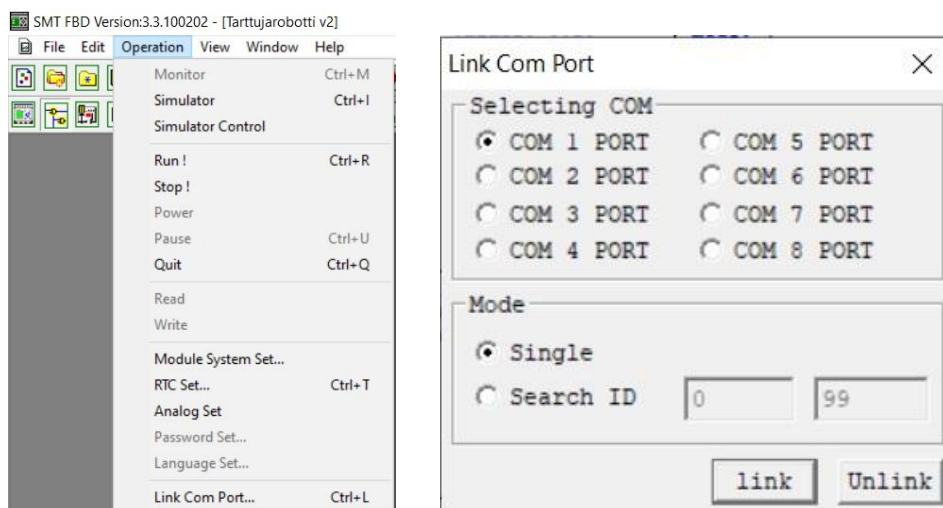 SMT FBD Version:3.3.100202 - [Tarttujarobotti v2]
File Edit Operation View Window Help
Monitor Ctrl+M
Simulator Ctrl+I
Simulator Control
Run ! Ctrl+R
Stop !
Power
Pause Ctrl+U
Quit Ctrl+Q
Read
Write
Module System Set...
RTC Set... Ctrl+T
Analog Set
Password Set...
Language Set...
Link Com Port... Ctrl+L
Link Com Port
Selecting COM
COM 1 PORT COM 5 PORT
COM 2 PORT COM 6 PORT
COM 3 PORT COM 7 PORT
COM 4 PORT COM 8 PORT
Mode
Single
Search ID 0 99
link Unlink